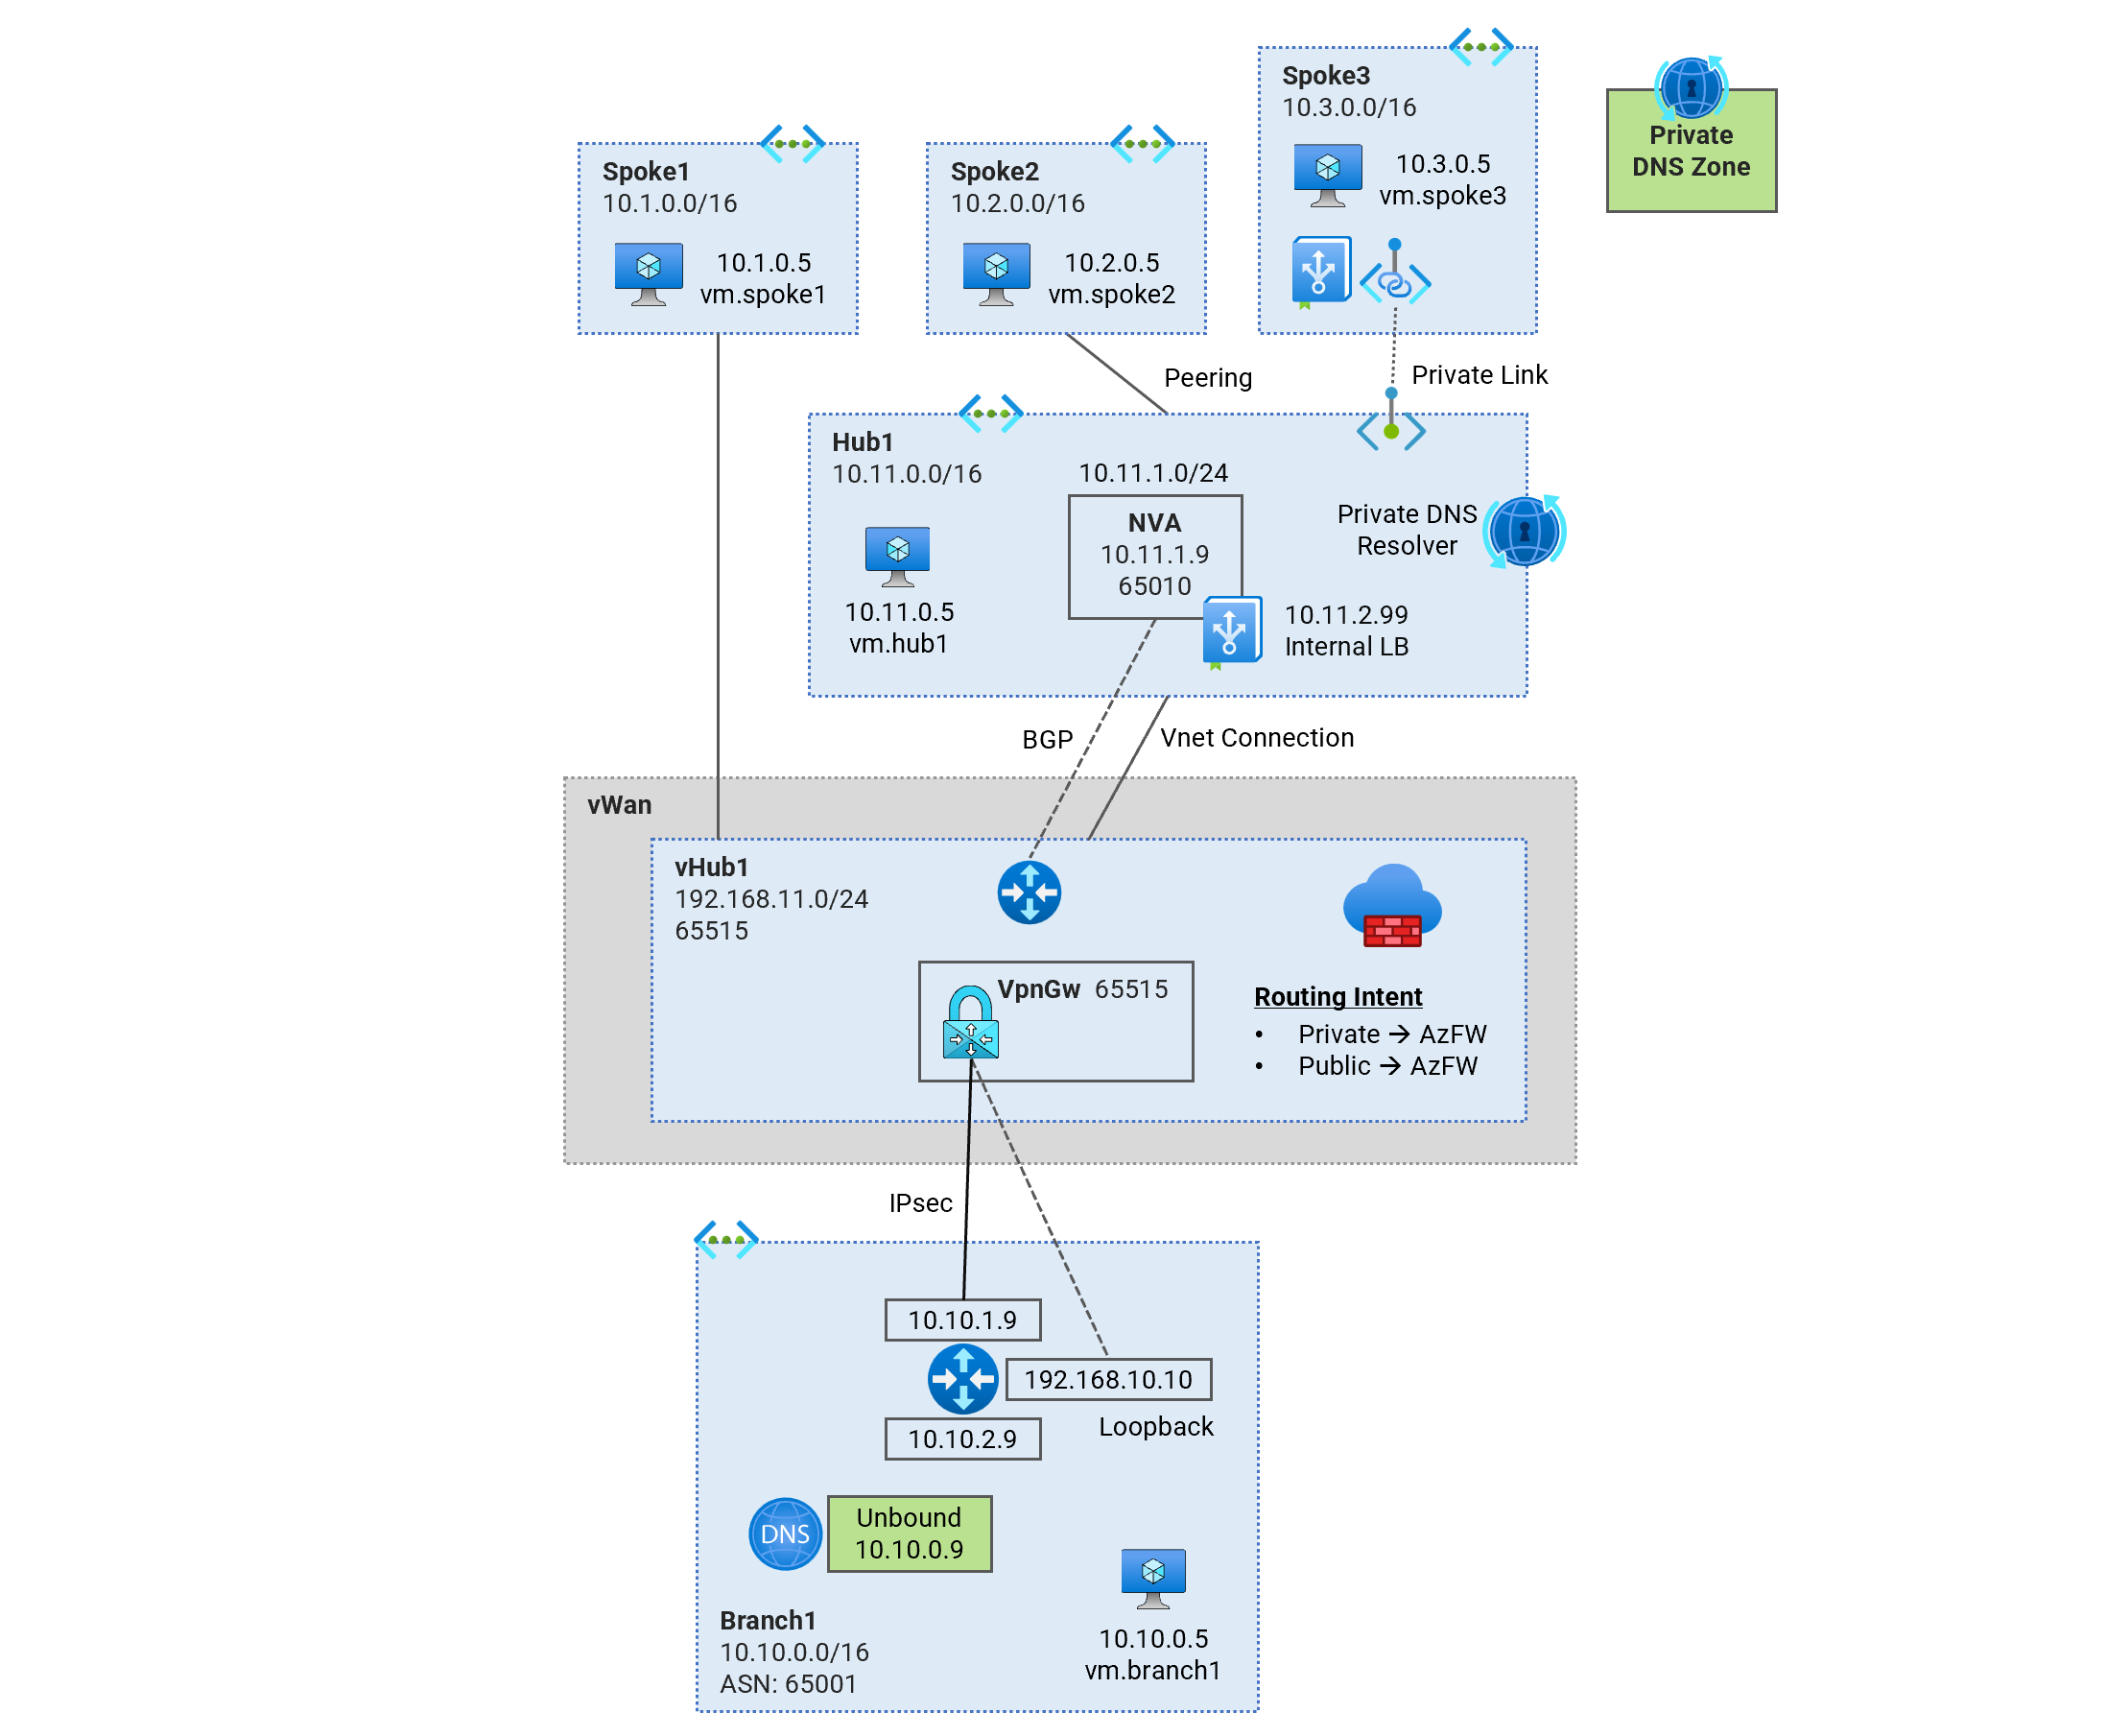 Spoke3
10.3.0.0/16
10.3.0.5
vm.spoke3
Private
DNS Zone
Spoke1
10.1.0.0/16
10.1.0.5
vm.spoke1
Spoke2
10.2.0.0/16
10.2.0.5
vm.spoke2
Peering
Private Link
Hub1
10.11.0.0/16
10.11.0.5
vm.hub1
10.11.1.0/24
NVA
10.11.1.9
65010
Private DNS
Resolver
10.11.2.99
Internal LB
BGP
Vnet Connection
vWan
vHub1
192.168.11.0/24
65515
VpnGw 65515
Routing Intent
• Private → AzFW
• Public → AzFW
IPsec
10.10.1.9
192.168.10.10
Loopback
10.10.2.9
DNS
Unbound
10.10.0.9
Branch1
10.10.0.0/16
ASN: 65001
10.10.0.5
vm.branch1